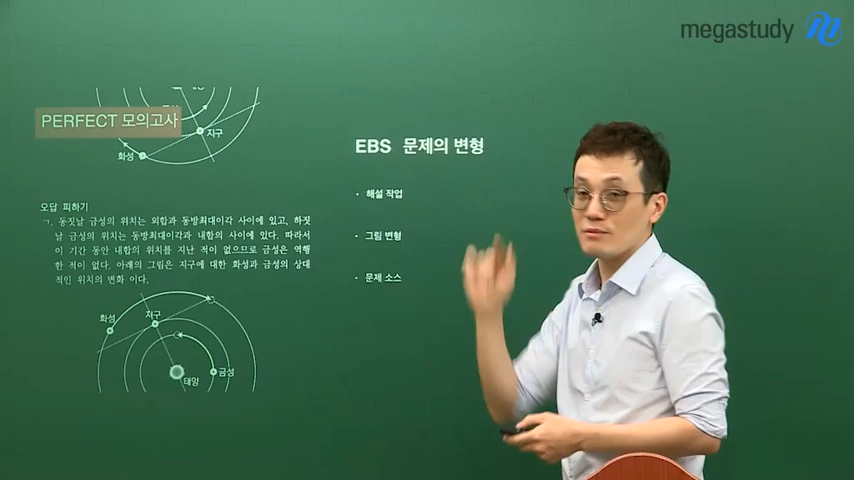 megastudy
PERFECT 모의고사
지구
화성
EBS 문제의 변형
• 해설 작업
• 그림 변형
• 문제 소스
오답 피하기
ㄱ. 동짓날 금성의 위치는 외합과 동방최대이각 사이에 있고, 하짓
날 금성의 위치는 동방최대이각과 내합의 사이에 있다. 따라서
이 기간 동안 내합의 위치를 지난 적이 없으므로 금성은 역행
한 적이 없다. 아래의 그림은 지구에 대한 화성과 금성의 상대
적인 위치의 변화 이다.
화성
지구
금성
태양